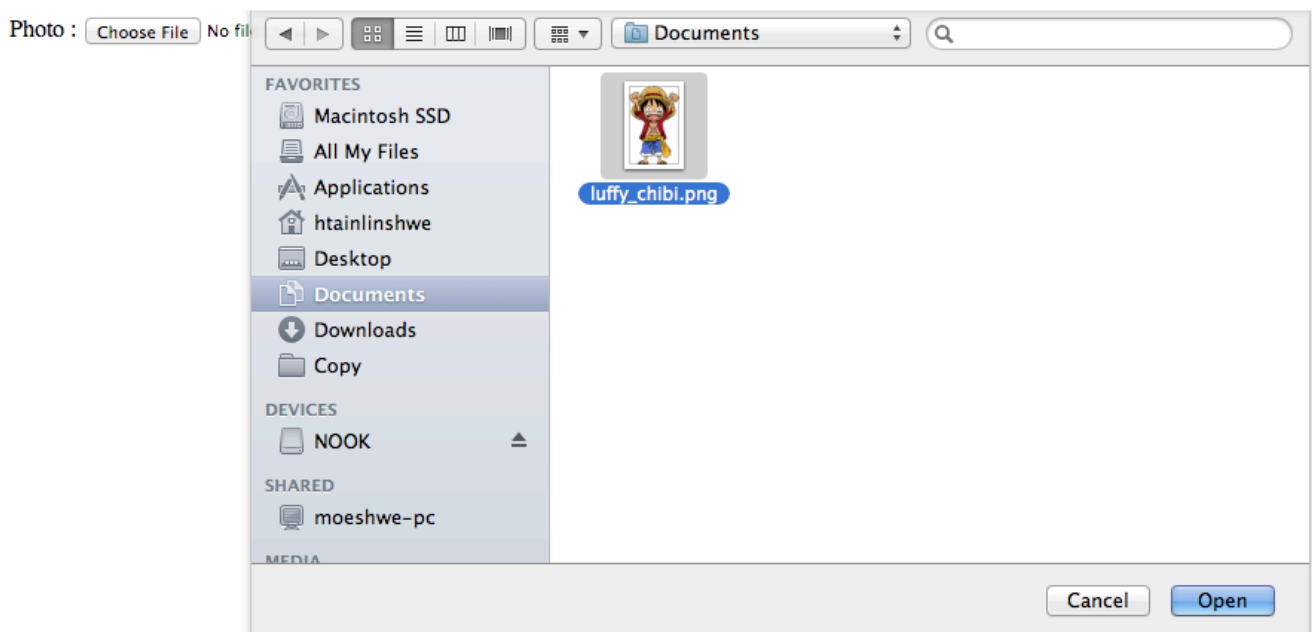 Photo : Choose File No fil
Documents
FAVORITES
Macintosh SSD
All My Files
Applications
htainlinshwe
Desktop
Documents
Downloads
Copy
DEVICES
NOOK
SHARED
moeshwe-pc
MEDIA
luffy_chibi.png
Cancel Open